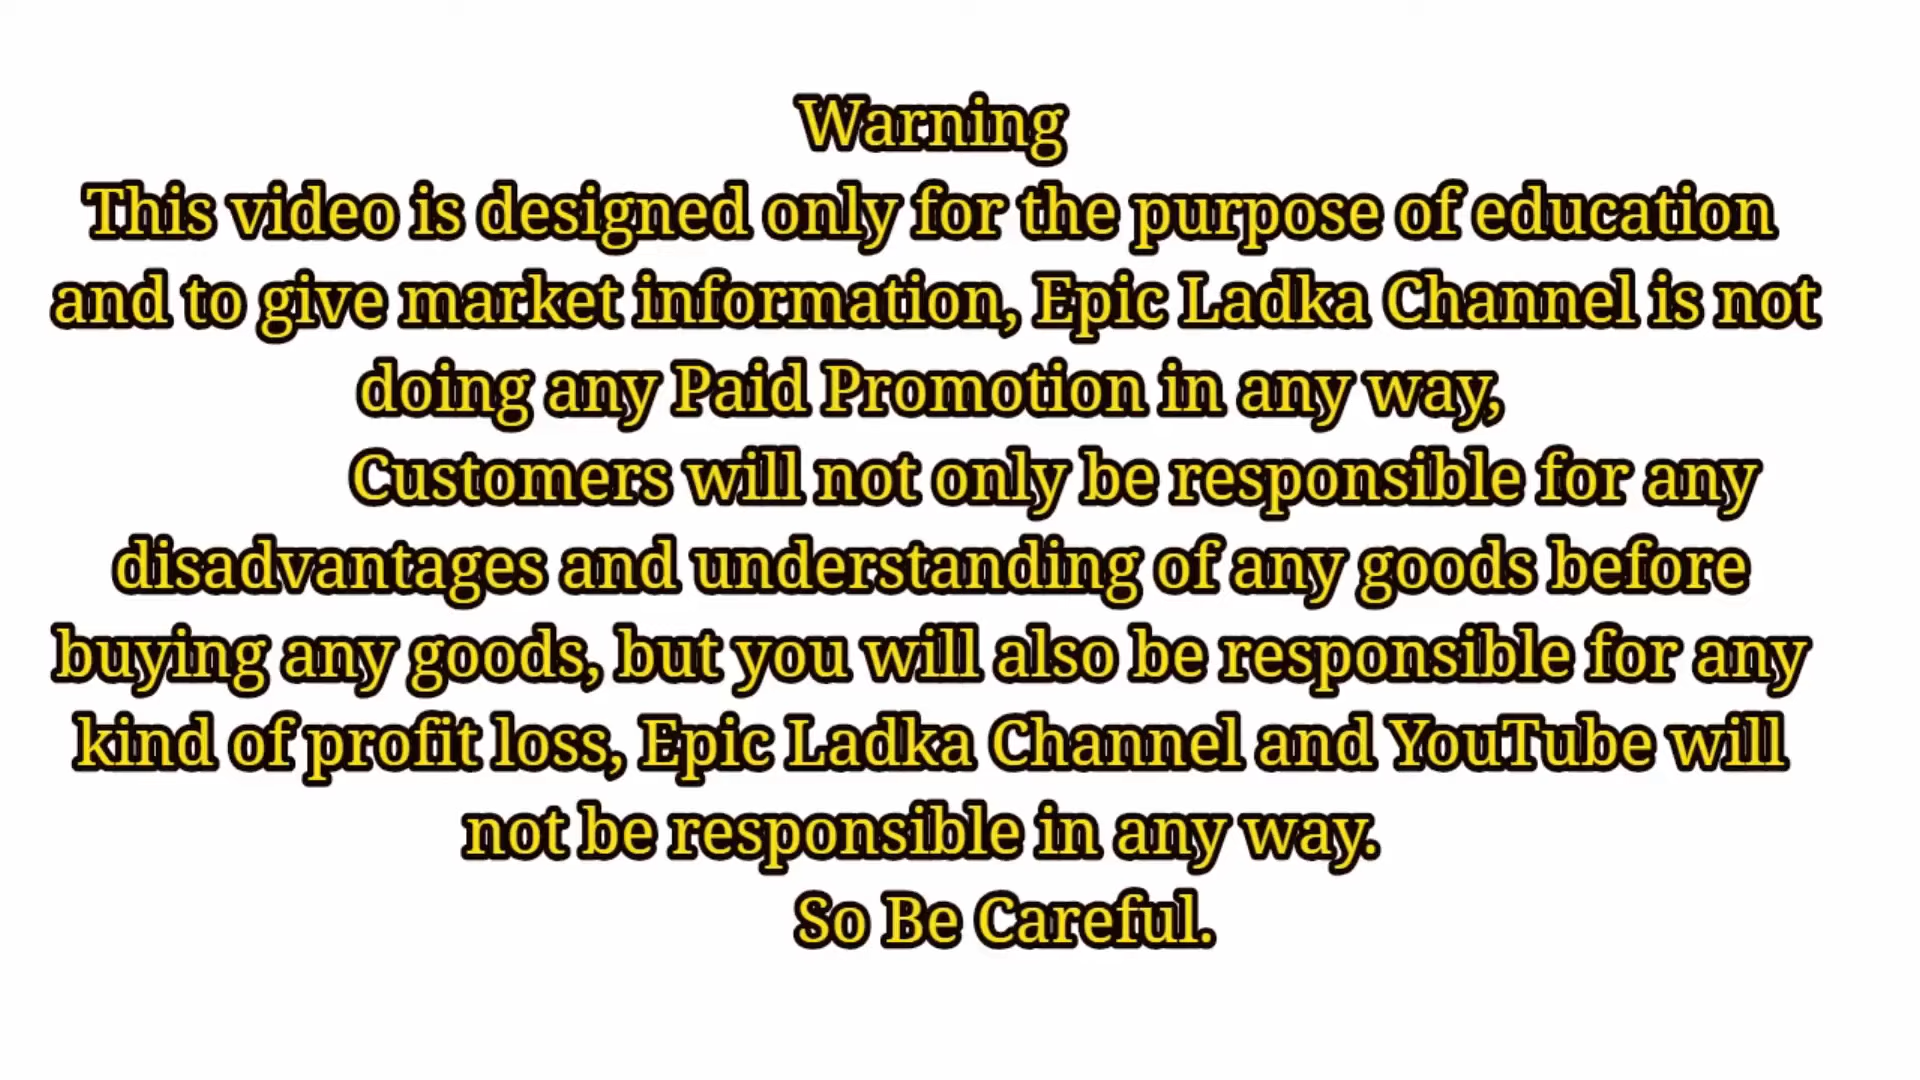 Warning
This video is designed only for the purpose of education
and to give market information, Epic Ladka Channel is not
doing any Paid Promotion in any way,
Customers will not only be responsible for any
disadvantages and understanding of any goods before
buying any goods, but you will also be responsible for any
kind of profit loss, Epic Ladka Channel and YouTube will
not be responsible in any way.
So Be Careful.